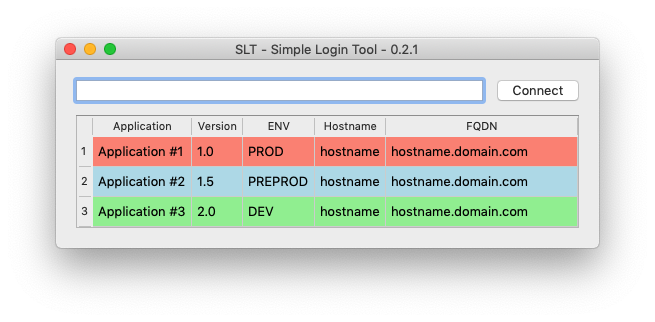 SLT - Simple Login Tool - 0.2.1
Connect
Application Version ENV Hostname FQDN
1 Application #1 1.0 PROD hostname hostname.domain.com
2 Application #2 1.5 PREPROD hostname hostname.domain.com
3 Application #3 2.0 DEV hostname hostname.domain.com